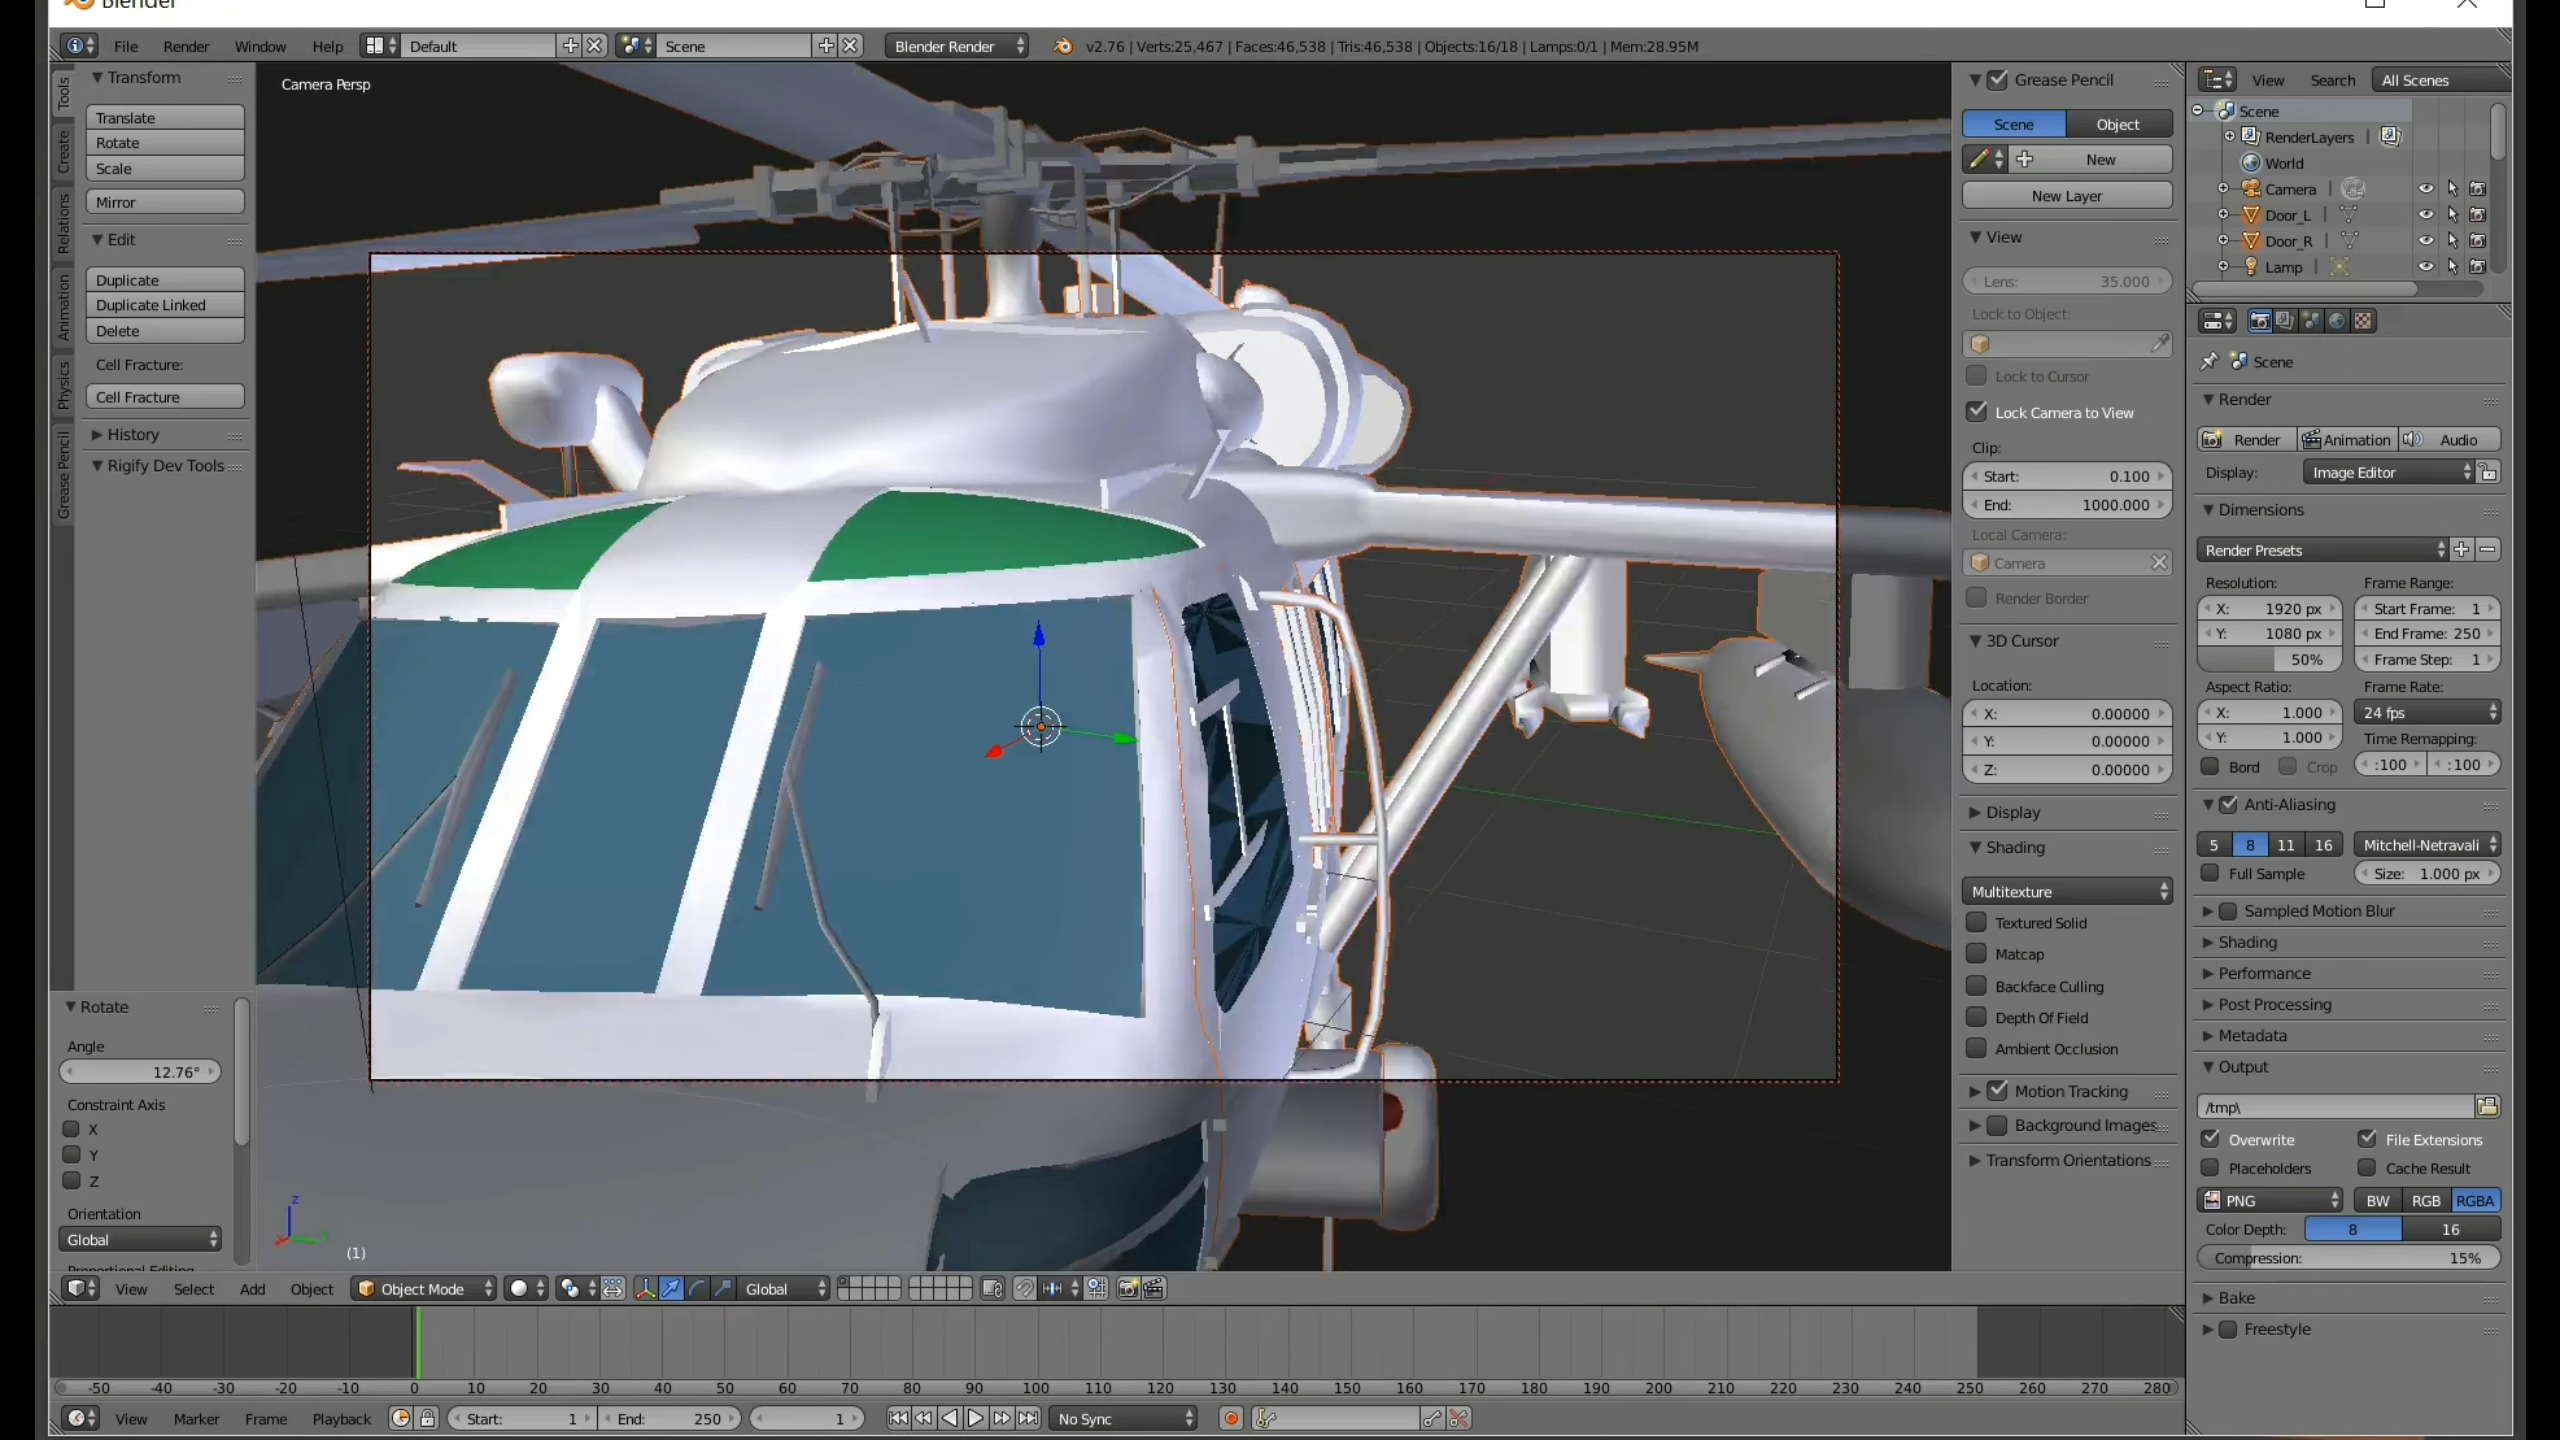 Blender
File Render Window Help Default Scene Blender Render v2.76 | Verts:25,467 | Faces:46,538 | Tris:46,538 | Objects:16/18 | Lamps:0/1 | Mem:28.95M
Tools
Create
Relations
Animation
Physics
Grease Pencil
Transform
Translate
Rotate
Scale
Mirror
Edit
Duplicate
Duplicate Linked
Delete
Cell Fracture:
Cell Fracture
History
Rigify Dev Tools
Rotate
Angle
12.76°
Constraint Axis
X
Y
Z
Orientation
Global
Camera Persp
z
(1)
Grease Pencil
Scene Object
New
New Layer
View
Lens: 35.000
Lock to Object:
Lock to Cursor
Lock Camera to View
Clip:
Start: 0.100
End: 1000.000
Local Camera:
Camera
Render Border
3D Cursor
Location:
X: 0.00000
Y: 0.00000
Z: 0.00000
Display
Shading
Multitexture
Textured Solid
Matcap
Backface Culling
Depth Of Field
Ambient Occlusion
Motion Tracking
Background Images
Transform Orientations
View Search All Scenes
Scene
RenderLayers |
World
Camera |
Door_L |
Door_R |
Lamp |
Scene
Render
Render Animation Audio
Display: Image Editor
Dimensions
Render Presets
Resolution: Frame Range:
X: 1920 px Start Frame: 1
Y: 1080 px End Frame: 250
50% Frame Step: 1
Aspect Ratio: Frame Rate:
X: 1.000 24 fps
Y: 1.000 Time Remapping:
Bord Crop :100 :100
Anti-Aliasing
5 8 11 16 Mitchell-Netravali
Full Sample Size: 1.000 px
Sampled Motion Blur
Shading
Performance
Post Processing
Metadata
Output
/tmp\
Overwrite File Extensions
Placeholders Cache Result
PNG BW RGB RGBA
Color Depth: 8 16
Compression: 15%
Bake
Freestyle
View Select Add Object Object Mode Global
-50 -40 -30 -20 -10 0 10 20 30 40 50 60 70 80 90 100 110 120 130 140 150 160 170 180 190 200 210 220 230 240 250 260 270 280
View Marker Frame Playback Start: 1 End: 250 1 No Sync